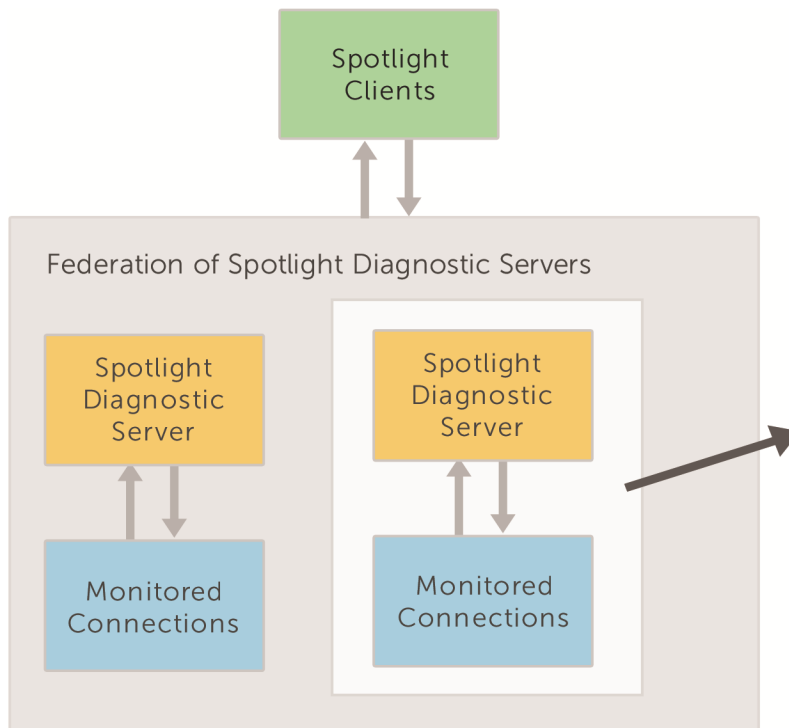 Spotlight
Clients
Federation of Spotlight Diagnostic Servers
Spotlight
Diagnostic
Server
Monitored
Connections
Spotlight
Diagnostic
Server
Monitored
Connections